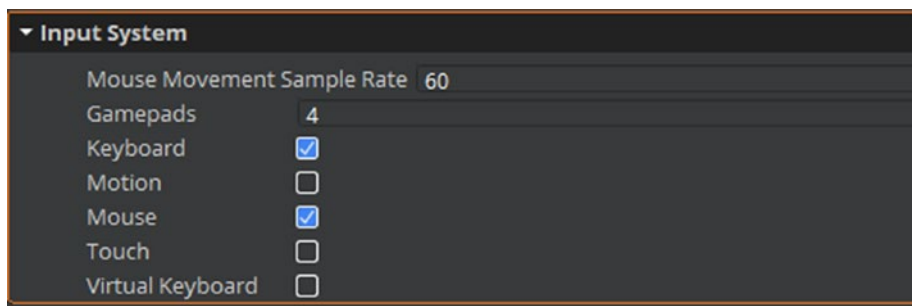 Input System
Mouse Movement Sample Rate 60
Gamepads 4
Keyboard
Motion
Mouse
Touch
Virtual Keyboard